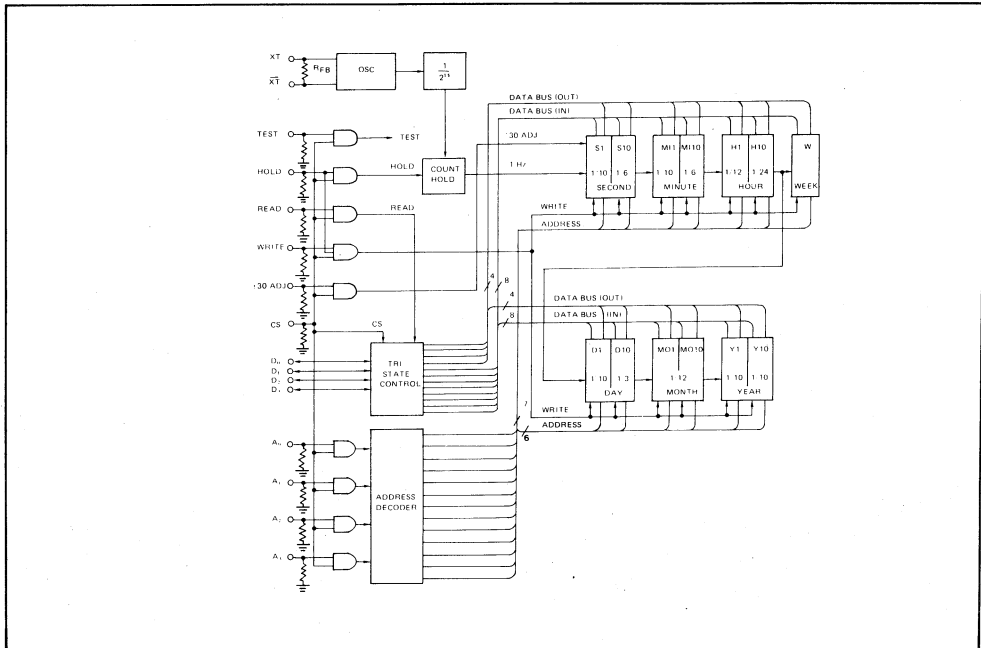 XT
XT
RFB
OSC
1
2
DATA BUS (OUT)
DATA BUS (IN)
TEST
TEST
30 ADJ
HOLD
HOLD
COUNT
HOLD
1 Hz
S1 S10
1 10 1 6
SECOND
MI1 MI10
1 10 1 6
MINUTE
H1 H10
1 12 1 24
HOUR
W
WEEK
READ
READ
WRITE
ADDRESS
WRITE
4
8
30 ADJ
4
DATA BUS (OUT)
8
DATA BUS (IN)
CS
CS
D
D
D
D
TRI
STATE
CONTROL
D1 D10
1 10 1 3
DAY
MO1 MO10
1 12
MONTH
Y1 Y10
1 10 1 10
YEAR
WRITE
7
6
ADDRESS
A
A
A
A
ADDRESS
DECODER